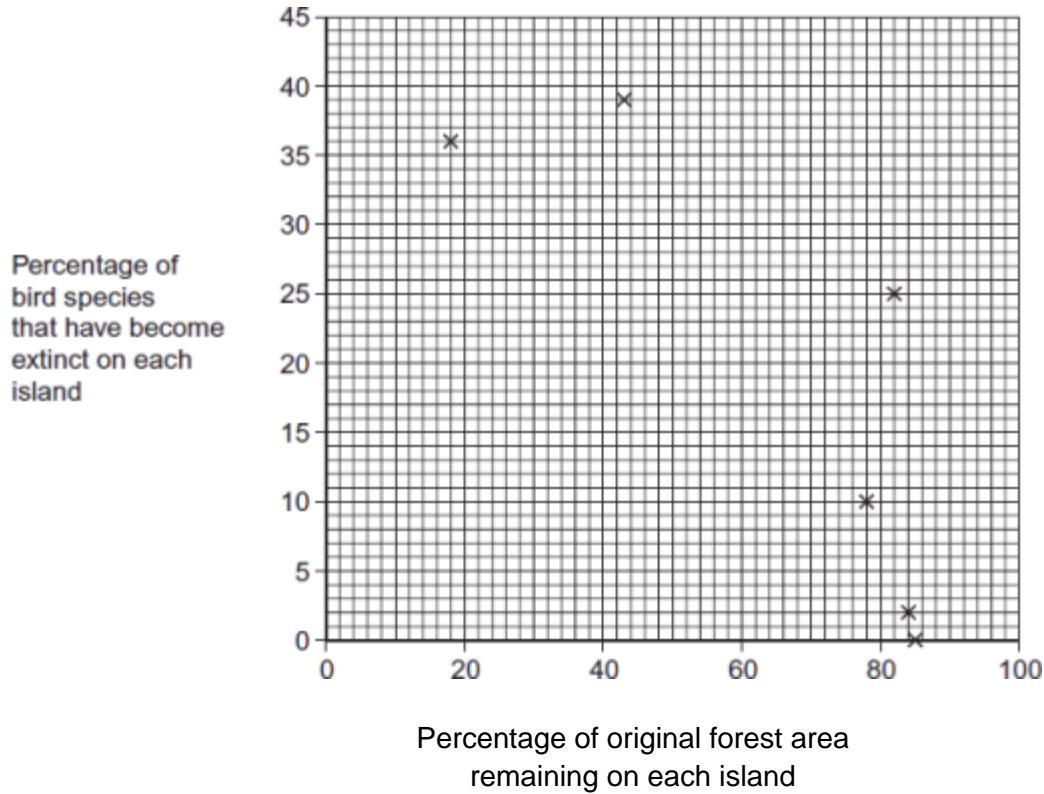 45
40
35
30
25
20
15
10
5
0
Percentage of
bird species
that have become
extinct on each
island
0 20 40 60 80 100
Percentage of original forest area
remaining on each island